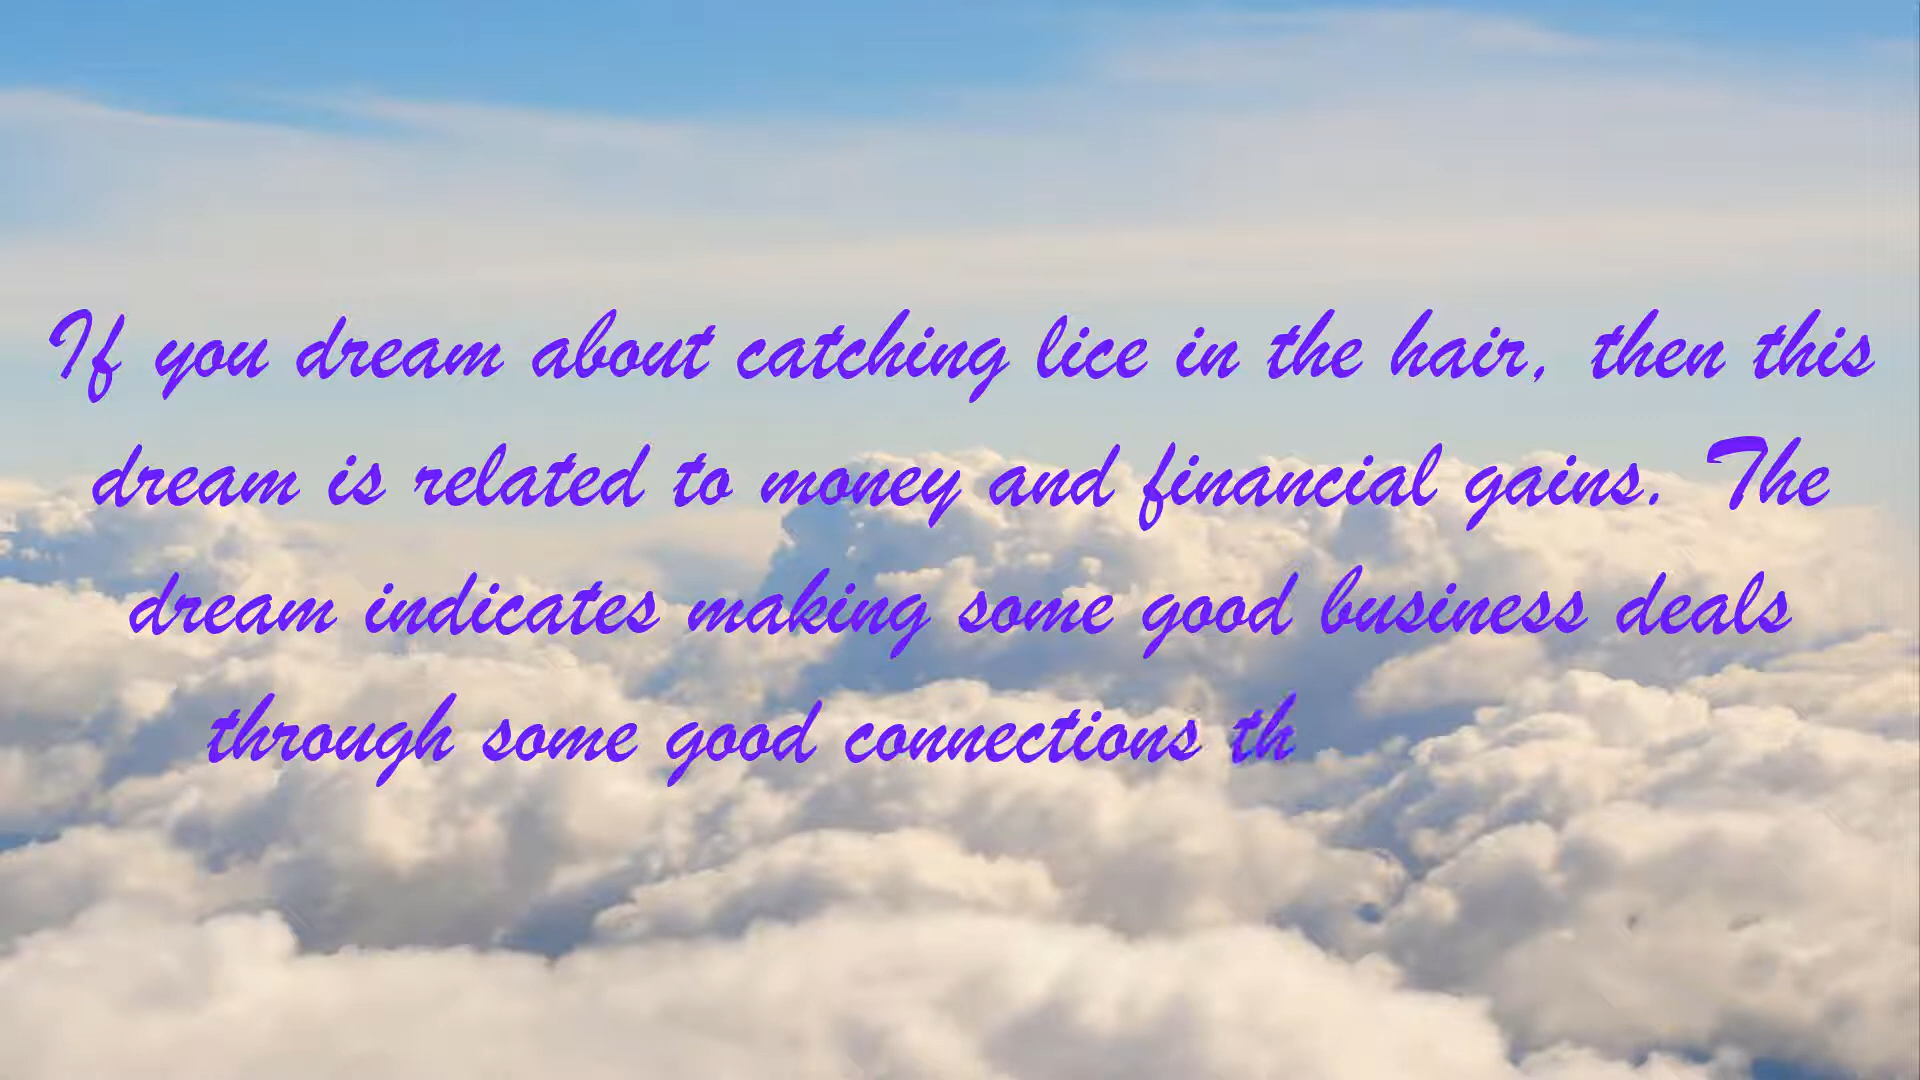 If you dream about catching lice in the hair, then this
dream is related to money and financial gains. The
dream indicates making some good business deals
through some good connections th